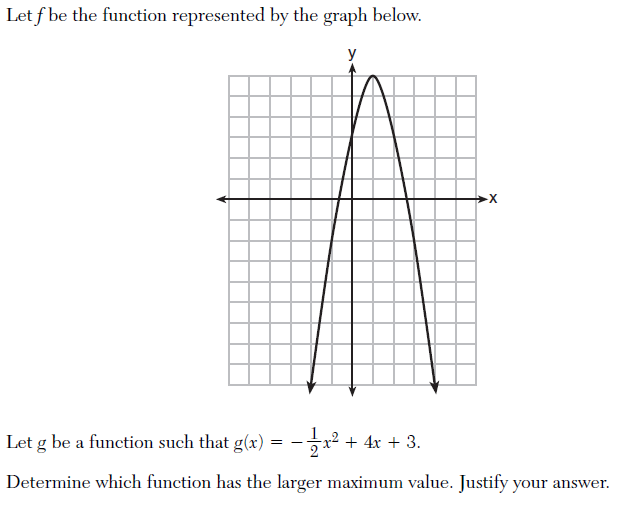 Let f be the function represented by the graph below.
y
x
Let g be a function such that g(x) = −1/2x² + 4x + 3.
Determine which function has the larger maximum value. Justify your answer.